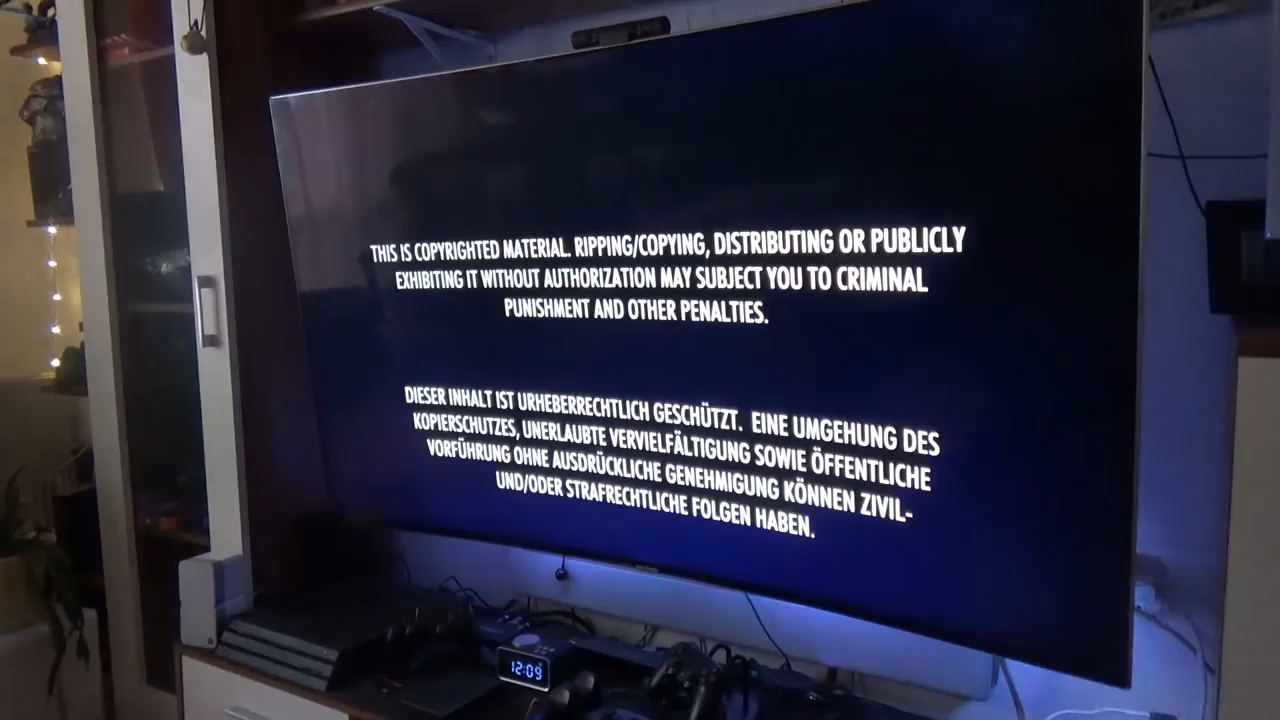 THIS IS COPYRIGHTED MATERIAL. RIPPING/COPYING, DISTRIBUTING OR PUBLICLY
EXHIBITING IT WITHOUT AUTHORIZATION MAY SUBJECT YOU TO CRIMINAL
PUNISHMENT AND OTHER PENALTIES.
DIESER INHALT IST URHEBERRECHTLICH GESCHÜTZT. EINE UMGEHUNG DES
KOPIERSCHUTZES, UNERLAUBTE VERVIELFÄLTIGUNG SOWIE ÖFFENTLICHE
VORFÜHRUNG OHNE AUSDRÜCKLICHE GENEHMIGUNG KÖNNEN ZIVIL-
UND/ODER STRAFRECHTLICHE FOLGEN HABEN.
12:09